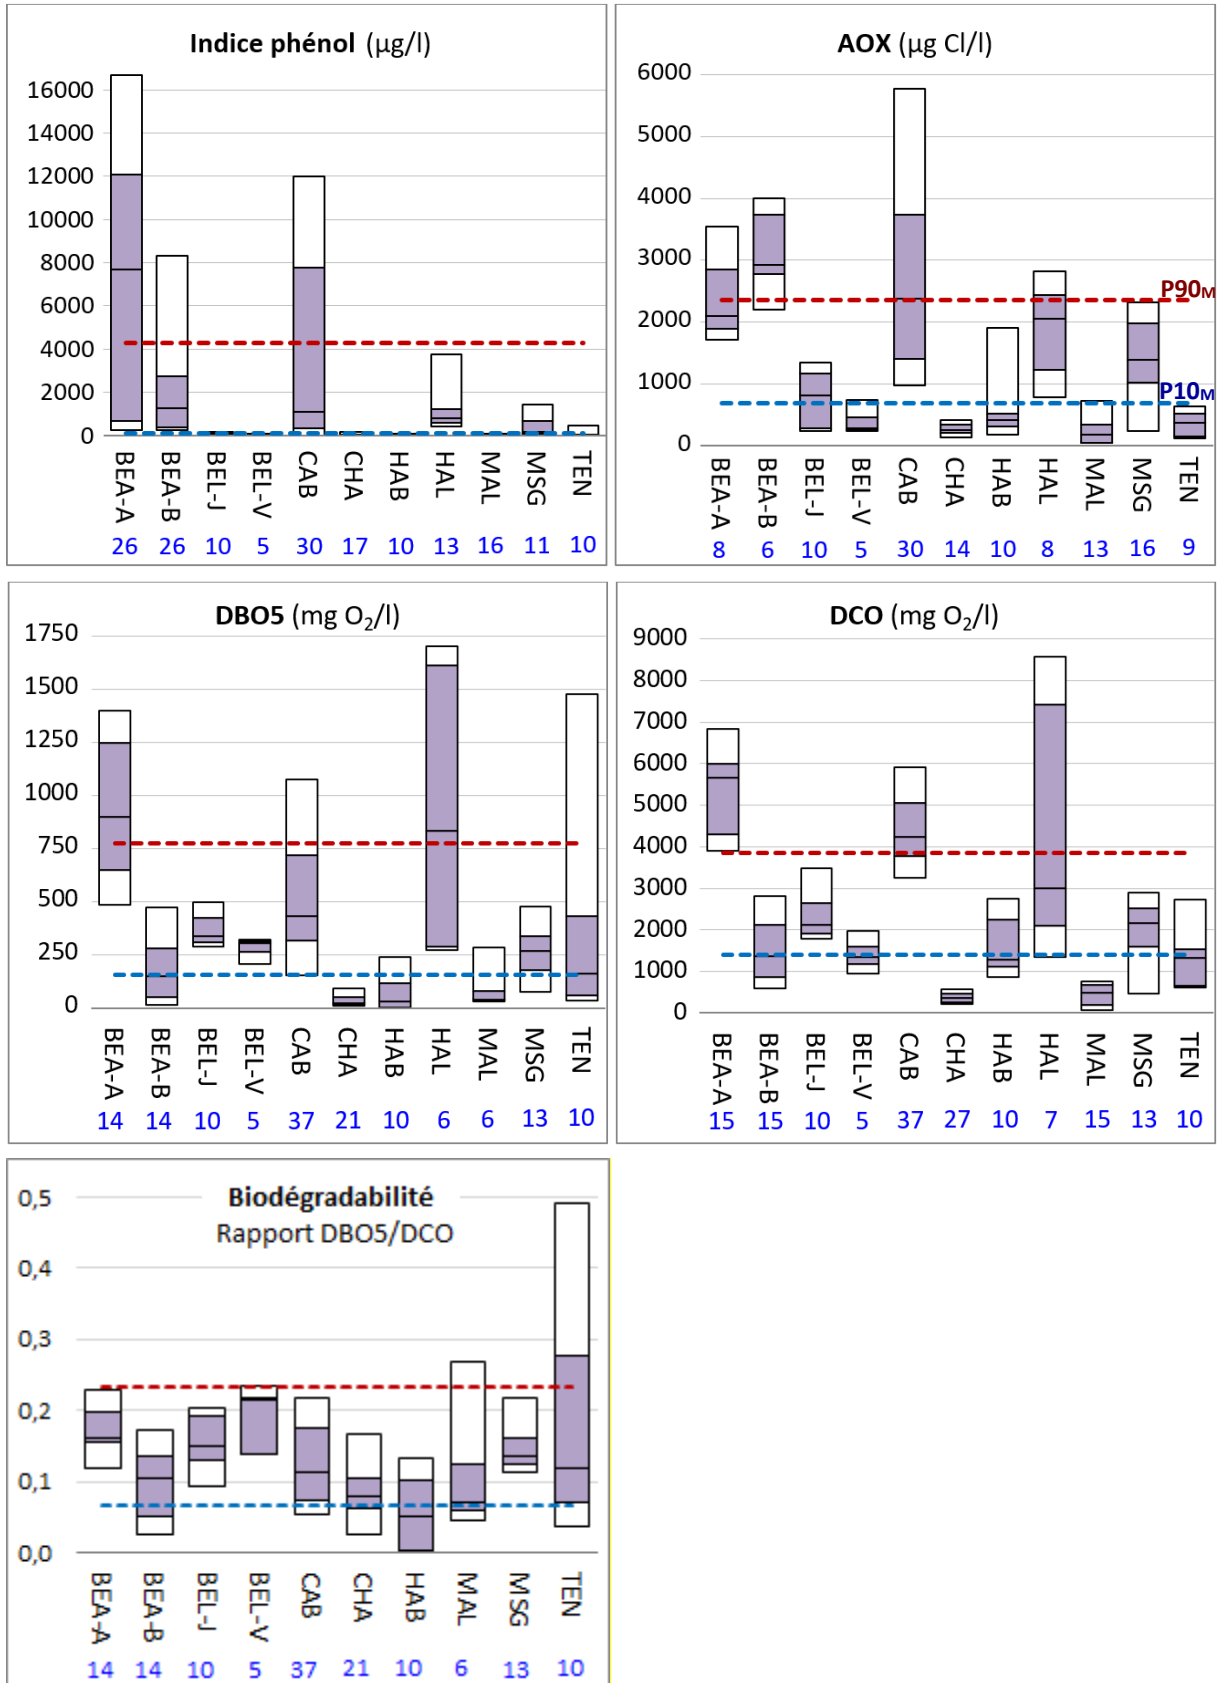 Indice phénol (µg/l)
16000
14000
12000
10000
8000
6000
4000
2000
0
BEA-A BEA-B BEL-J BEL-V CAB CHA HAB HAL MAL MSG TEN
26 26 10 5 30 17 10 13 16 11 10
AOX (µg Cl/l)
6000
5000
4000
3000
P90M
2000
1000
P10M
0
BEA-A BEA-B BEL-J BEL-V CAB CHA HAB HAL MAL MSG TEN
8 6 10 5 30 14 10 8 13 16 9
DBO5 (mg O₂/l)
1750
1500
1250
1000
750
500
250
0
BEA-A BEA-B BEL-J BEL-V CAB CHA HAB HAL MAL MSG TEN
14 14 10 5 37 21 10 6 6 13 10
DCO (mg O₂/l)
9000
8000
7000
6000
5000
4000
3000
2000
1000
0
BEA-A BEA-B BEL-J BEL-V CAB CHA HAB HAL MAL MSG TEN
15 15 10 5 37 27 10 7 15 13 10
Biodégradabilité
Rapport DBO5/DCO
0,5
0,4
0,3
0,2
0,1
0,0
BEA-A BEA-B BEL-J BEL-V CAB CHA HAB MAL MSG TEN
14 14 10 5 37 21 10 6 13 10